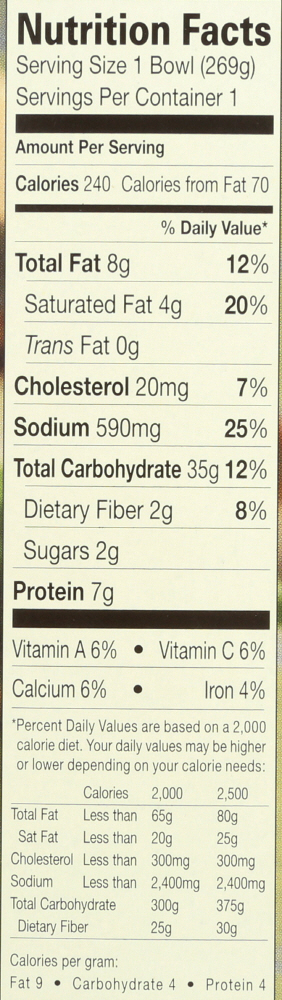 Nutrition Facts
Serving Size 1 Bowl (269g)
Servings Per Container 1
Amount Per Serving
Calories 240 Calories from Fat 70
% Daily Value*
Total Fat 8g 12%
Saturated Fat 4g 20%
Trans Fat 0g
Cholesterol 20mg 7%
Sodium 590mg 25%
Total Carbohydrate 35g 12%
Dietary Fiber 2g 8%
Sugars 2g
Protein 7g
Vitamin A 6% • Vitamin C 6%
Calcium 6% • Iron 4%
*Percent Daily Values are based on a 2,000
calorie diet. Your daily values may be higher
or lower depending on your calorie needs:
Calories 2,000 2,500
Total Fat Less than 65g 80g
Sat Fat Less than 20g 25g
Cholesterol Less than 300mg 300mg
Sodium Less than 2,400mg 2,400mg
Total Carbohydrate 300g 375g
Dietary Fiber 25g 30g
Calories per gram:
Fat 9 • Carbohydrate 4 • Protein 4